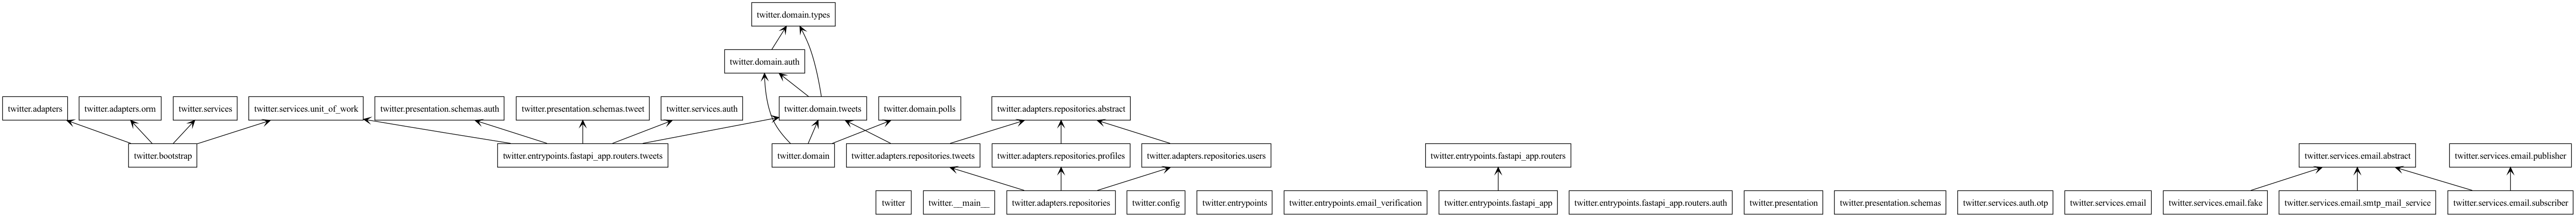 twitter.domain.types
twitter.domain.auth
twitter.adapters
twitter.adapters.orm
twitter.services
twitter.services.unit_of_work
twitter.presentation.schemas.auth
twitter.presentation.schemas.tweet
twitter.services.auth
twitter.domain.tweets
twitter.domain.polls
twitter.adapters.repositories.abstract
twitter.bootstrap
twitter.entrypoints.fastapi_app.routers.tweets
twitter.domain
twitter.adapters.repositories.tweets
twitter.adapters.repositories.profiles
twitter.adapters.repositories.users
twitter.entrypoints.fastapi_app.routers
twitter.services.email.abstract
twitter.services.email.publisher
twitter
twitter.__main__
twitter.adapters.repositories
twitter.config
twitter.entrypoints
twitter.entrypoints.email_verification
twitter.entrypoints.fastapi_app
twitter.entrypoints.fastapi_app.routers.auth
twitter.presentation
twitter.presentation.schemas
twitter.services.auth.otp
twitter.services.email
twitter.services.email.fake
twitter.services.email.smtp_mail_service
twitter.services.email.subscriber